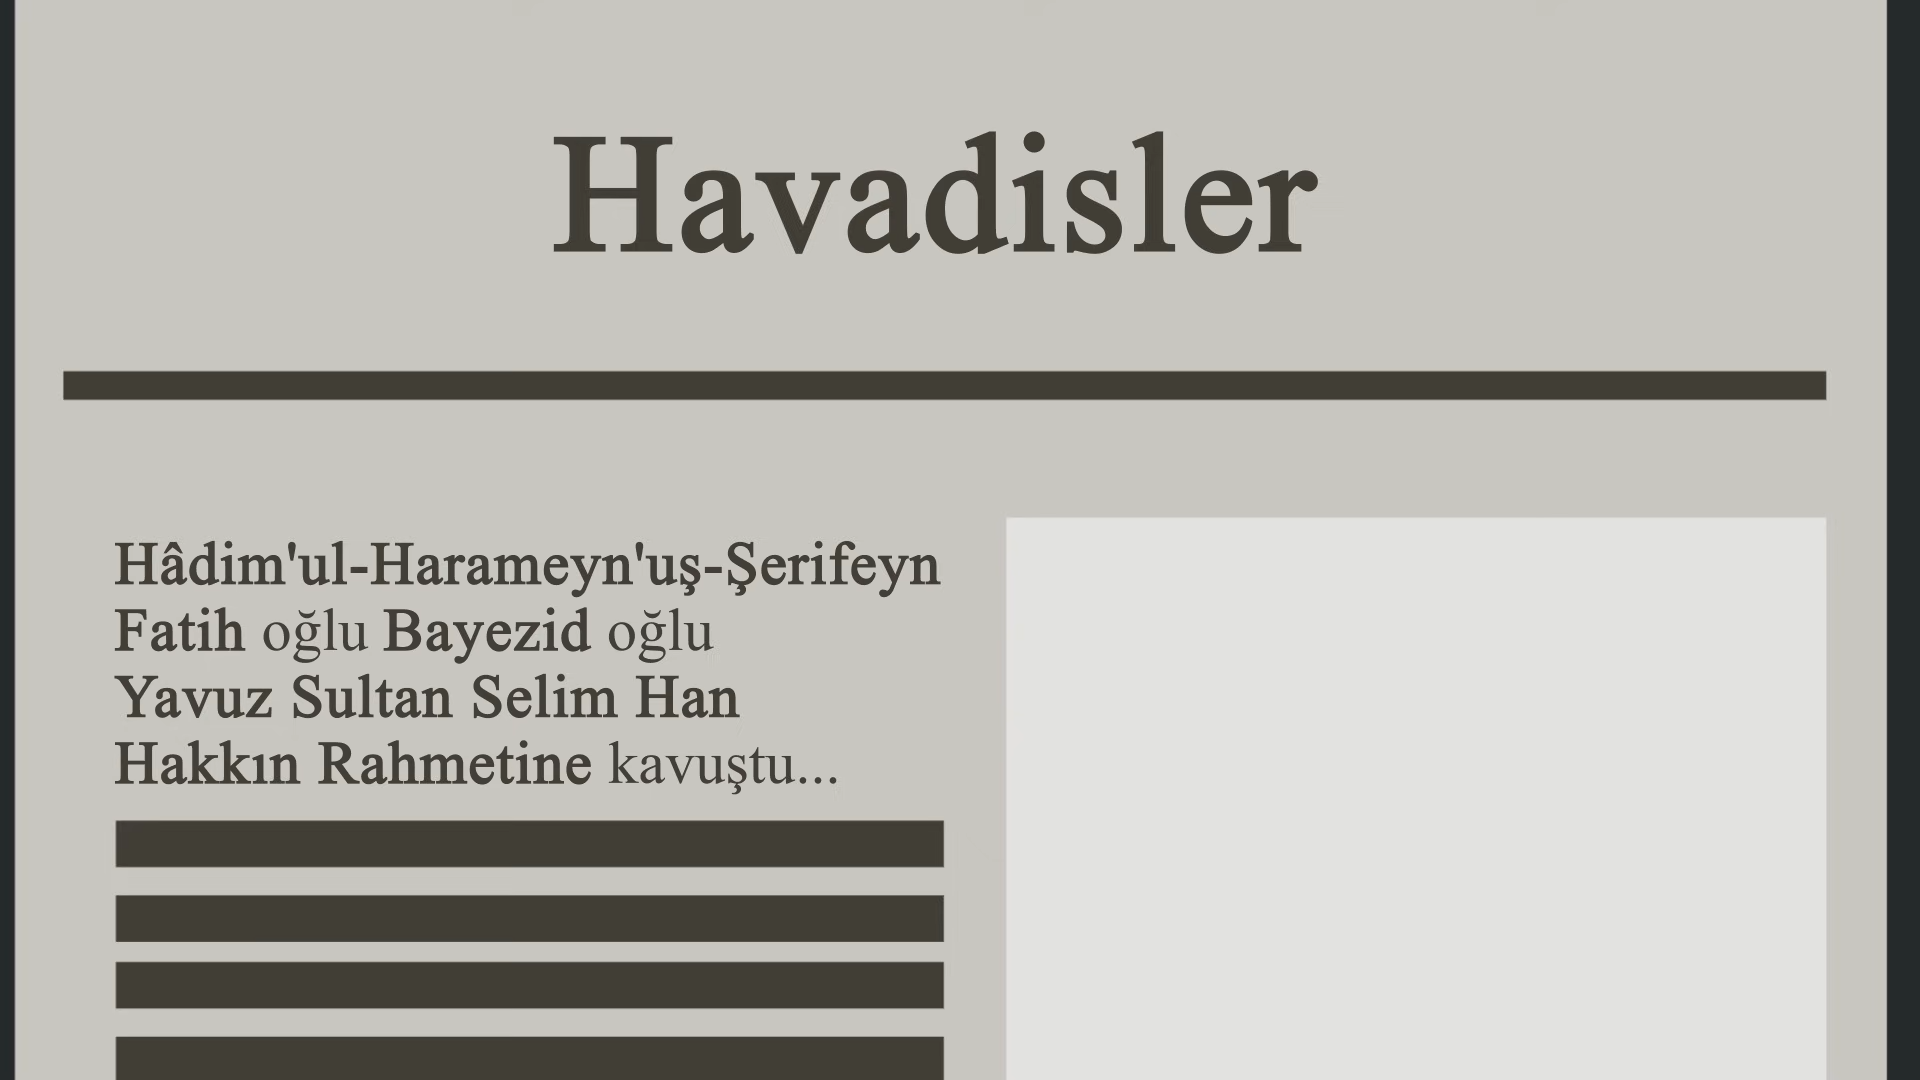 Havadisler
Hâdim'ul-Harameyn'uş-Şerifeyn
Fatih oğlu Bayezid oğlu
Yavuz Sultan Selim Han
Hakkın Rahmetine kavuştu...